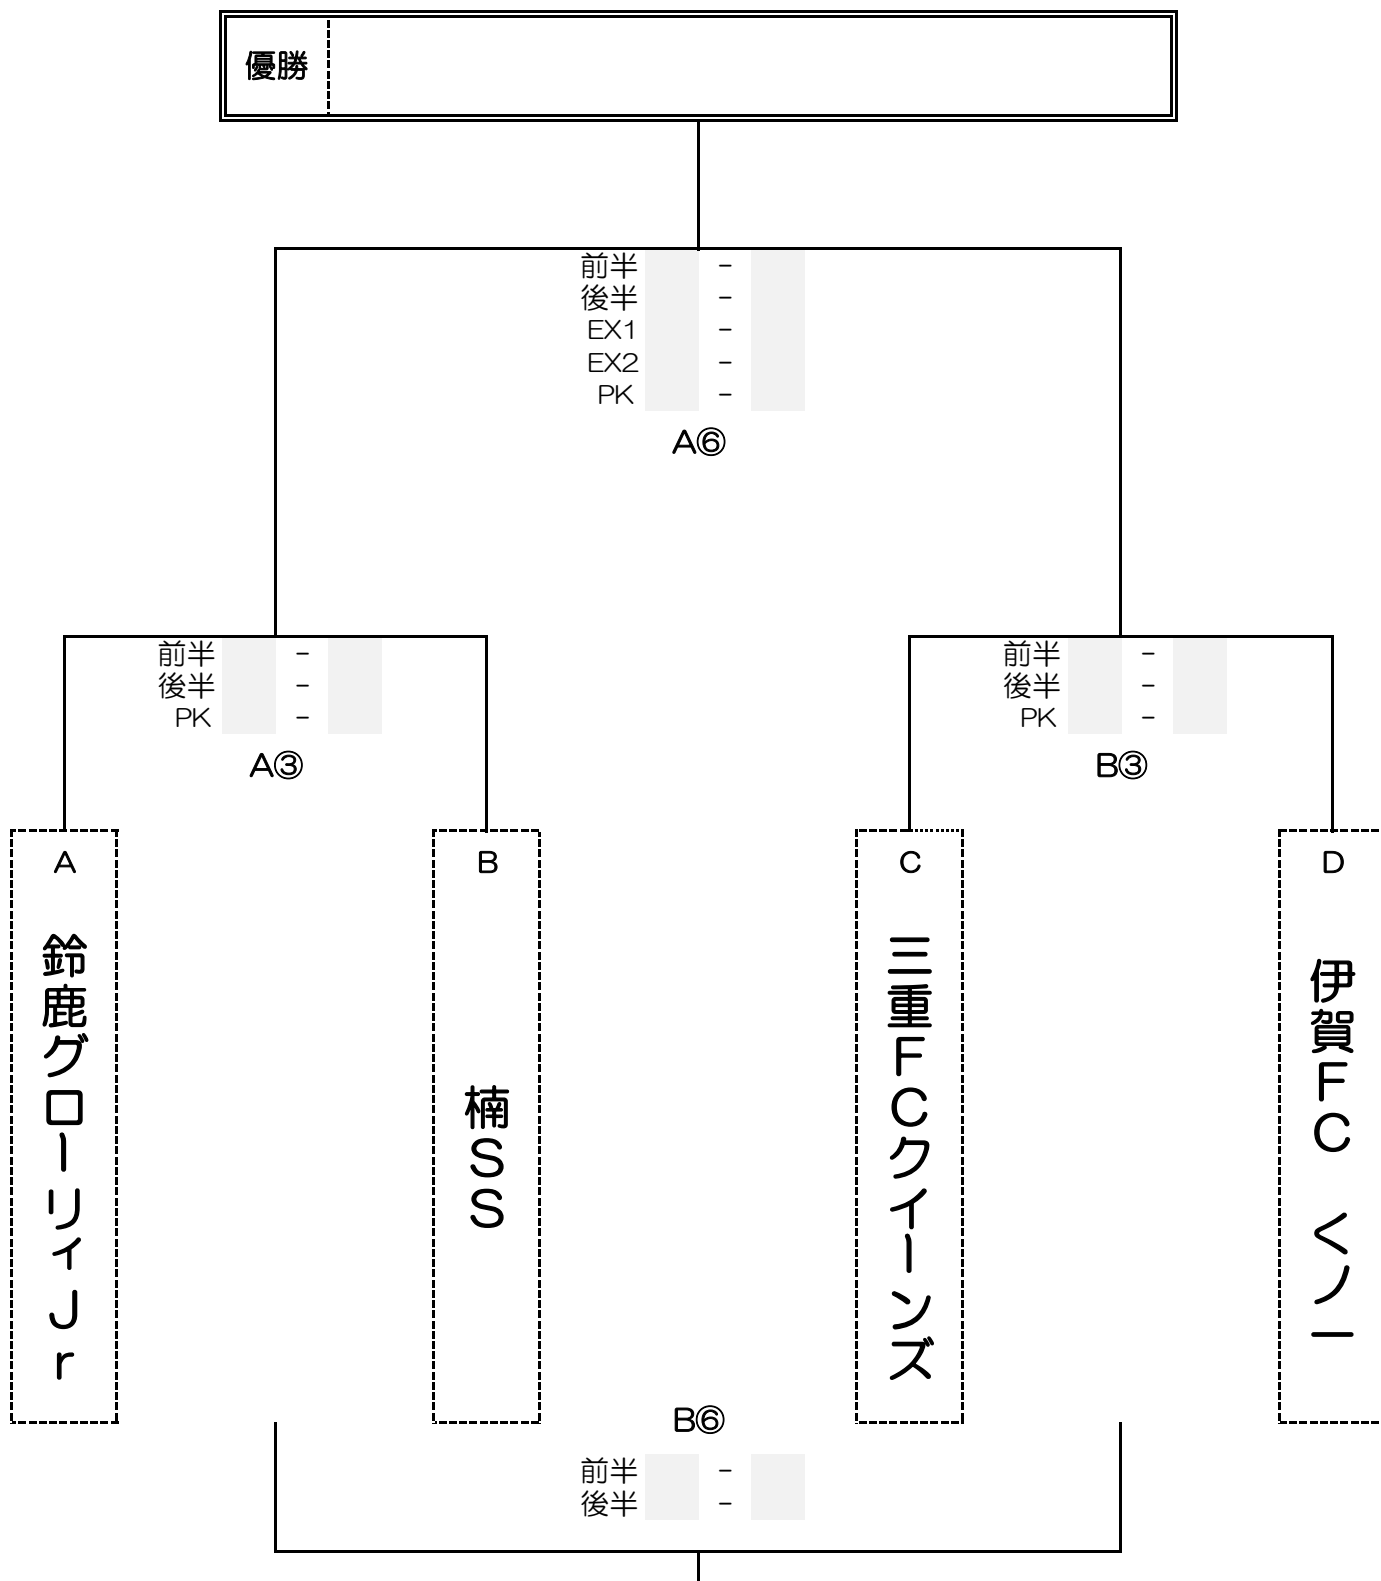 優勝
前半 -
後半 -
EX1 -
EX2 -
PK -
A⑥
前半 -
後半 -
PK -
A③
前半 -
後半 -
PK -
B③
A
鈴鹿グローリィJr
B
楠SS
C
三重FCクイーンズ
D
伊賀FC くノ一
B⑥
前半 -
後半 -